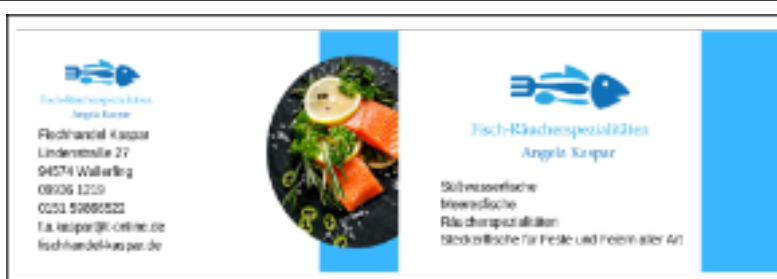 Fisch-Räucherspezialitäten
Angela Kaspar
Fischhandel Kaspar
Lindenstraße 27
94574 Wallerfing
09936 1219
0151 59866522
f.a.kaspar@t-online.de
fischhandel-kaspar.de
Fisch-Räucherspezialitäten
Angela Kaspar
Süßwasserfische
Meeresfische
Räucherspezialitäten
Steckerlfische für Feste und Feiern aller Art